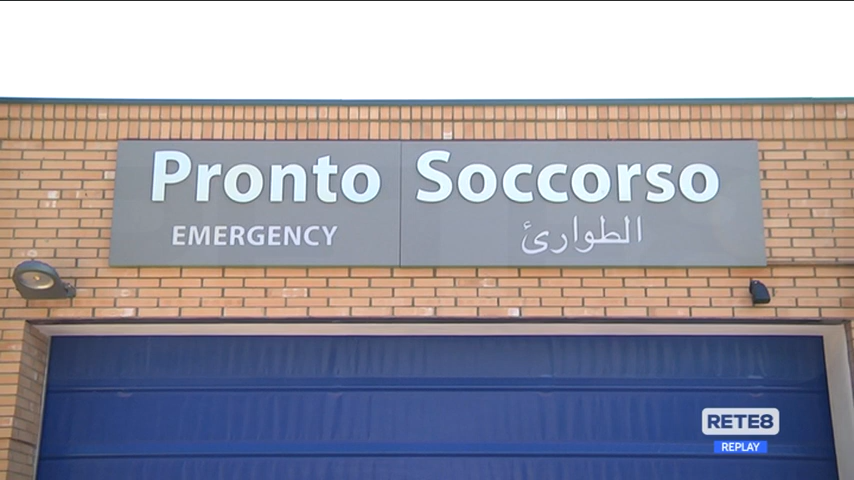 Pronto Soccorso
EMERGENCY
الطوارئ
RETE8
REPLAY